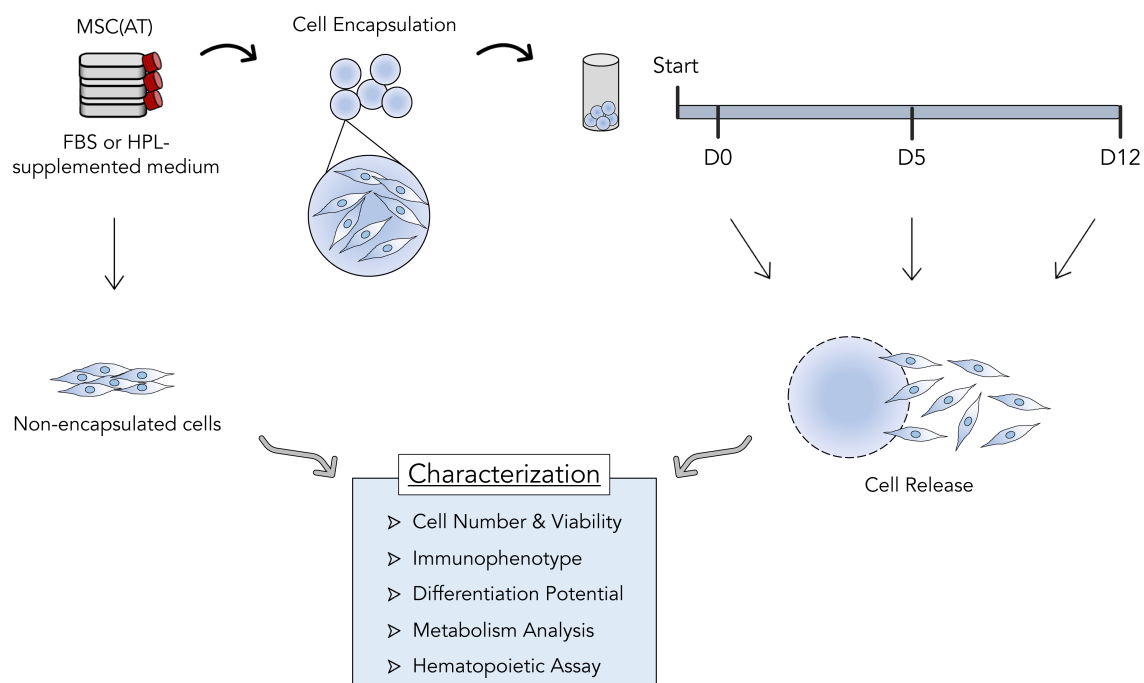 MSC(AT)
FBS or HPL-
supplemented medium
Cell Encapsulation
Start
D0
D5
D12
Non-encapsulated cells
Cell Release
Characterization
Cell Number & Viability
Immunophenotype
Differentiation Potential
Metabolism Analysis
Hematopoietic Assay